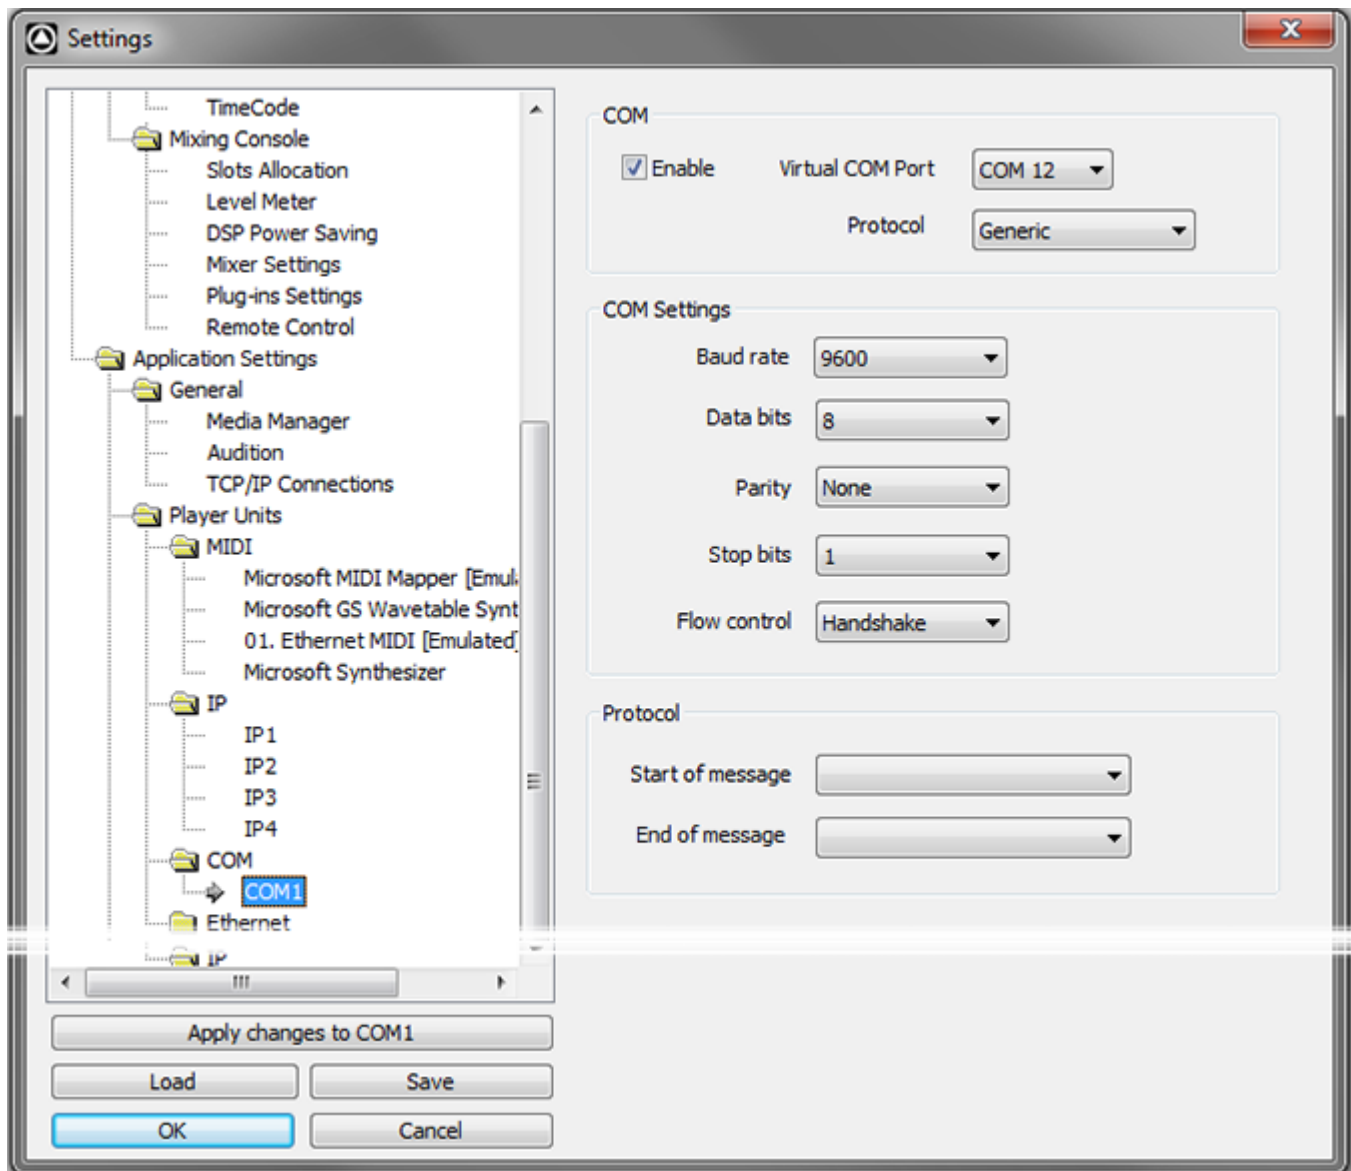 Settings
TimeCode
Mixing Console
Slots Allocation
Level Meter
DSP Power Saving
Mixer Settings
Plug-ins Settings
Remote Control
Application Settings
General
Media Manager
Audition
TCP/IP Connections
Player Units
MIDI
Microsoft MIDI Mapper [Emul
Microsoft GS Wavetable Synt
01. Ethernet MIDI [Emulated]
Microsoft Synthesizer
IP
IP1
IP2
IP3
IP4
COM
COM1
Ethernet
IP
Apply changes to COM1
Load Save
OK Cancel
COM
Enable Virtual COM Port COM 12
Protocol Generic
COM Settings
Baud rate 9600
Data bits 8
Parity None
Stop bits 1
Flow control Handshake
Protocol
Start of message
End of message